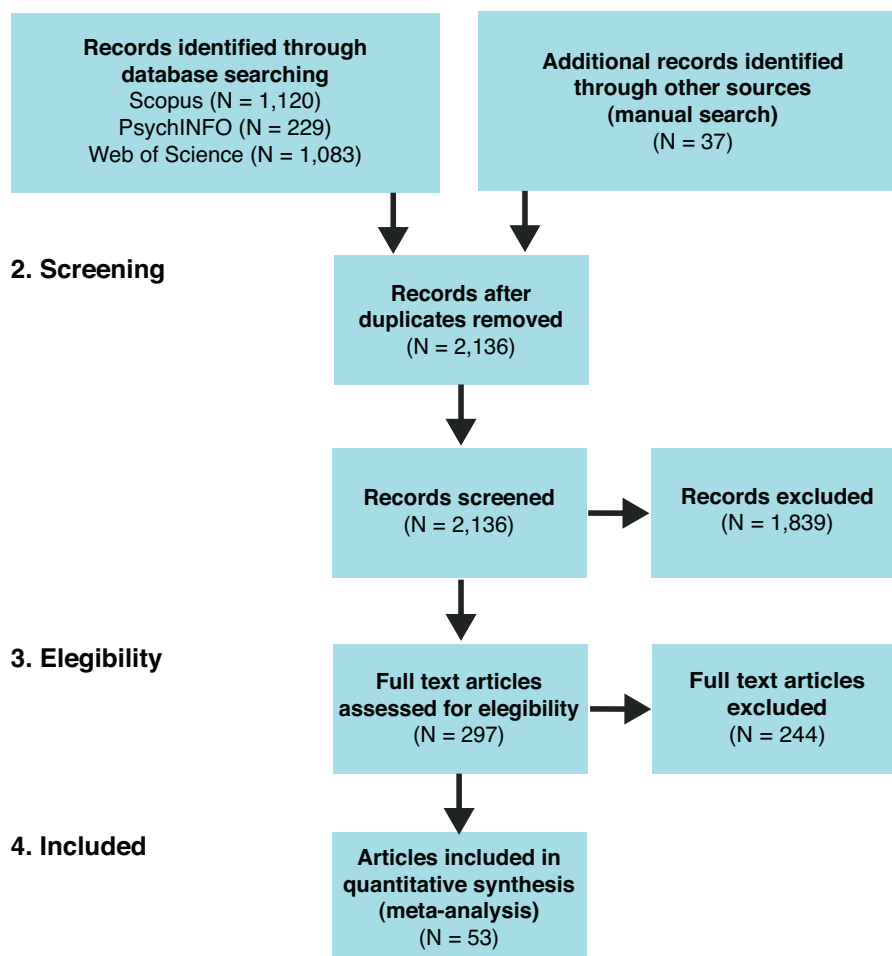 Records identified through
database searching
Scopus (N = 1,120)
PsychINFO (N = 229)
Web of Science (N = 1,083)
Additional records identified
through other sources
(manual search)
(N = 37)
2. Screening
Records after
duplicates removed
(N = 2,136)
Records screened
(N = 2,136)
Records excluded
(N = 1,839)
3. Elegibility
Full text articles
assessed for elegibility
(N = 297)
Full text articles
excluded
(N = 244)
4. Included
Articles included in
quantitative synthesis
(meta-analysis)
(N = 53)